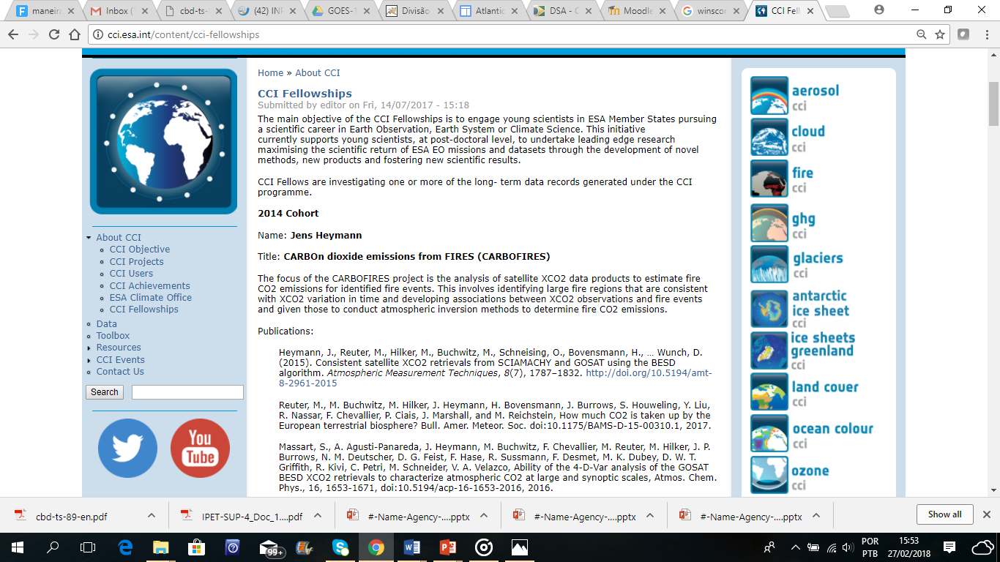 maneira
Inbox (
cbd-ts-
(42) INF
GOES-1
Divisão
Atlantic
DSA - C
Moodle
winscor
CCI Fell
cci.esa.int/content/cci-fellowships
Home » About CCI
CCI Fellowships
Submitted by editor on Fri, 14/07/2017 - 15:18
The main objective of the CCI Fellowships is to engage young scientists in ESA Member States pursuing
a scientific career in Earth Observation, Earth System or Climate Science. This initiative
currently supports young scientists, at post-doctoral level, to undertake leading edge research
maximising the scientific return of ESA EO missions and datasets through the development of novel
methods, new products and fostering new scientific results.
CCI Fellows are investigating one or more of the long- term data records generated under the CCI
programme.
2014 Cohort
Name: Jens Heymann
Title: CARBOn dioxide emissions from FIRES (CARBOFIRES)
The focus of the CARBOFIRES project is the analysis of satellite XCO2 data products to estimate fire
CO2 emissions for identified fire events. This involves identifying large fire regions that are consistent
with XCO2 variation in time and developing associations between XCO2 observations and fire events
and given those to conduct atmospheric inversion methods to determine fire CO2 emissions.
Publications:
Heymann, J., Reuter, M., Hilker, M., Buchwitz, M., Schneising, O., Bovensmann, H., … Wunch, D.
(2015). Consistent satellite XCO2 retrievals from SCIAMACHY and GOSAT using the BESD
algorithm. Atmospheric Measurement Techniques, 8(7), 1787–1832. http://doi.org/10.5194/amt-
8-2961-2015
Reuter, M., M. Buchwitz, M. Hilker, J. Heymann, H. Bovensmann, J. Burrows, S. Houweling, Y. Liu,
R. Nassar, F. Chevallier, P. Ciais, J. Marshall, and M. Reichstein, How much CO2 is taken up by the
European terrestrial biosphere? Bull. Amer. Meteor. Soc. doi:10.1175/BAMS-D-15-00310.1, 2017.
Massart, S., A. Agusti-Panareda, J. Heymann, M. Buchwitz, F. Chevallier, M. Reuter, M. Hilker, J. P.
Burrows, N. M. Deutscher, D. G. Feist, F. Hase, R. Sussmann, F. Desmet, M. K. Dubey, D. W. T.
Griffith, R. Kivi, C. Petri, M. Schneider, V. A. Velazco, Ability of the 4-D-Var analysis of the GOSAT
BESD XCO2 retrievals to characterize atmospheric CO2 at large and synoptic scales, Atmos. Chem.
Phys., 16, 1653-1671, doi:10.5194/acp-16-1653-2016, 2016.
About CCI
CCI Objective
CCI Projects
CCI Users
CCI Achievements
ESA Climate Office
CCI Fellowships
Data
Toolbox
Resources
CCI Events
Contact Us
Search
You
Tube
aerosol
cci
cloud
cci
fire
cci
ghg
cci
glaciers
cci
antarctic
ice sheet
cci
ice sheets
greenland
cci
land cover
cci
ocean colour
cci
ozone
cci
cbd-ts-89-en.pdf
IPET-SUP-4_Doc_1....pdf
#-Name-Agency-....pptx
#-Name-Agency-....pptx
#-Name-Agency-....pptx
Show all
99+
POR
PTB
15:53
27/02/2018